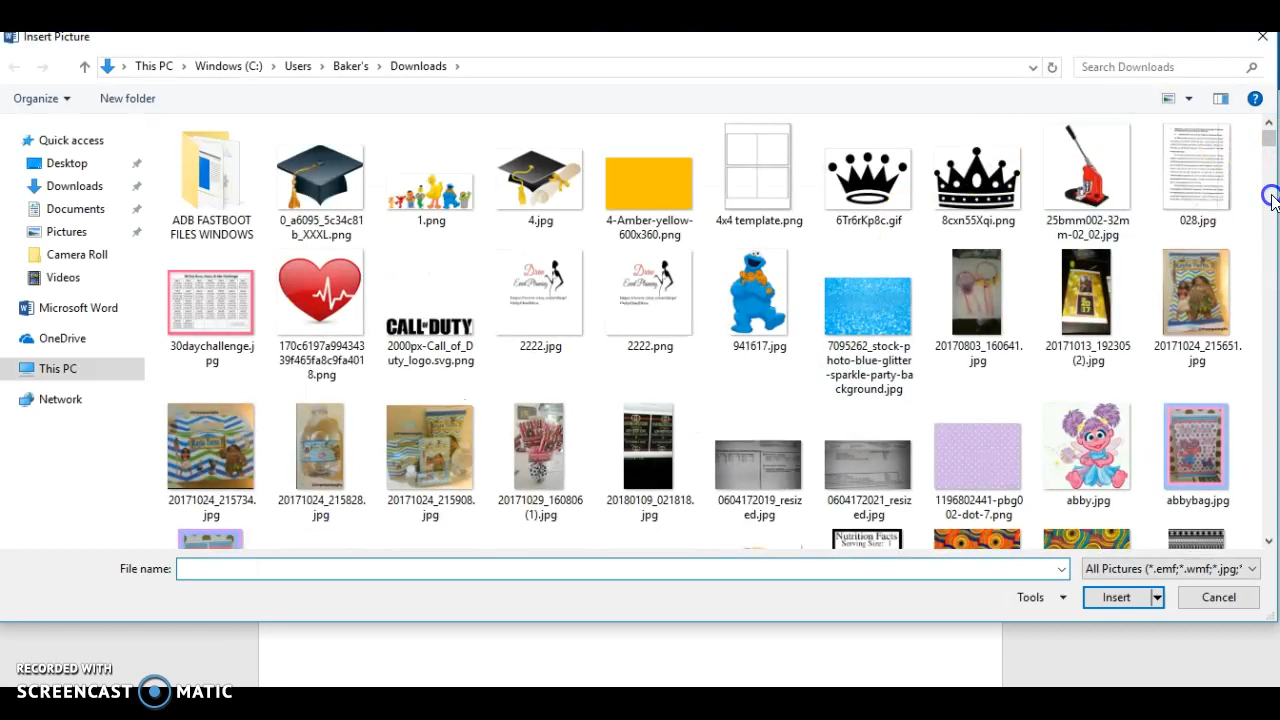 Insert Picture
This PC > Windows (C:) > Users > Baker's > Downloads >
Search Downloads
Organize
New folder
Quick access
Desktop
Downloads
Documents
Pictures
Camera Roll
Videos
Microsoft Word
OneDrive
This PC
Network
ADB FASTBOOT
FILES WINDOWS
0_a6095_5c34c81
b_XXXL.png
1.png
4.jpg
4-Amber-yellow-
600x360.png
4x4 template.png
6Tr6rKp8c.gif
8cxn55Xqi.png
25bmm002-32m
m-02_02.jpg
028.jpg
30daychallenge.j
pg
170c6197a994343
39f465fa8c9fa401
8.png
CALL OF DUTY
2000px-Call_of_D
uty_logo.svg.png
2222.jpg
2222.png
941617.jpg
7095262_stock-p
hoto-blue-glitter
-sparkle-party-ba
ckground.jpg
20170803_160641.
jpg
20171013_192305
(2).jpg
20171024_215651.
jpg
20171024_215734.
jpg
20171024_215828.
jpg
20171024_215908.
jpg
20171029_160806
(1).jpg
20180109_021818.
jpg
0604172019_resiz
ed.jpg
0604172021_resiz
ed.jpg
1196802441-pbg0
02-dot-7.png
abby.jpg
abbybag.jpg
Nutrition Facts
Serving Size: 1
File name:
All Pictures (*.emf;*.wmf;*.jpg;*
Tools
Insert
Cancel
RECORDED WITH
SCREENCAST MATIC